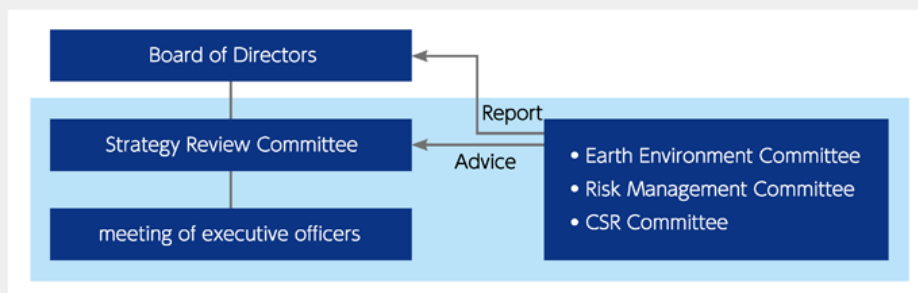 Board of Directors
Report
Strategy Review Committee
Advice
• Earth Environment Committee
• Risk Management Committee
• CSR Committee
meeting of executive officers